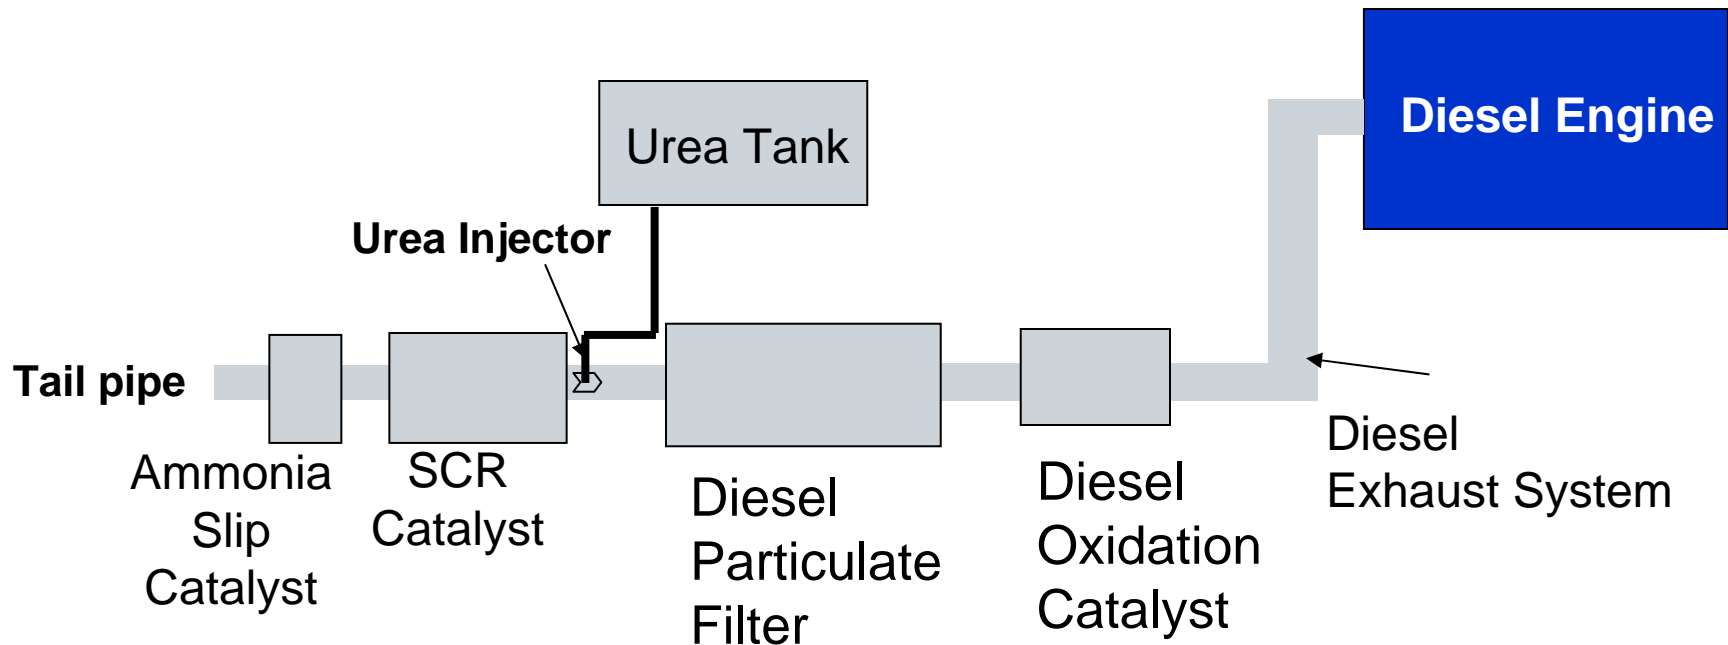 Diesel Engine
Urea Tank
Urea Injector
Tail pipe
Ammonia
Slip
Catalyst
SCR
Catalyst
Diesel
Particulate
Filter
Diesel
Oxidation
Catalyst
Diesel
Exhaust System